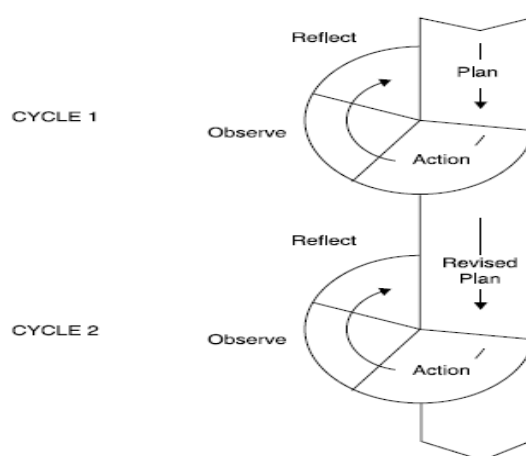 Reflect
Plan
CYCLE 1
Observe
Action
Reflect
Revised
Plan
CYCLE 2
Observe
Action